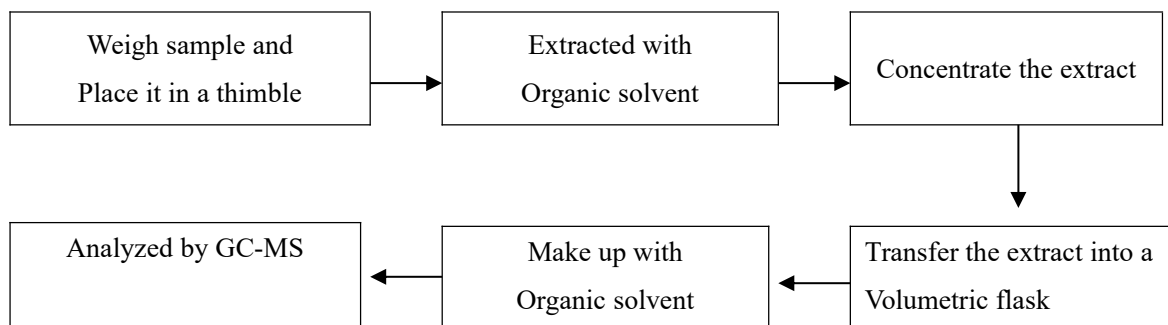 Weigh sample and
Place it in a thimble
Extracted with
Organic solvent
Concentrate the extract
Transfer the extract into a
Volumetric flask
Make up with
Organic solvent
Analyzed by GC-MS